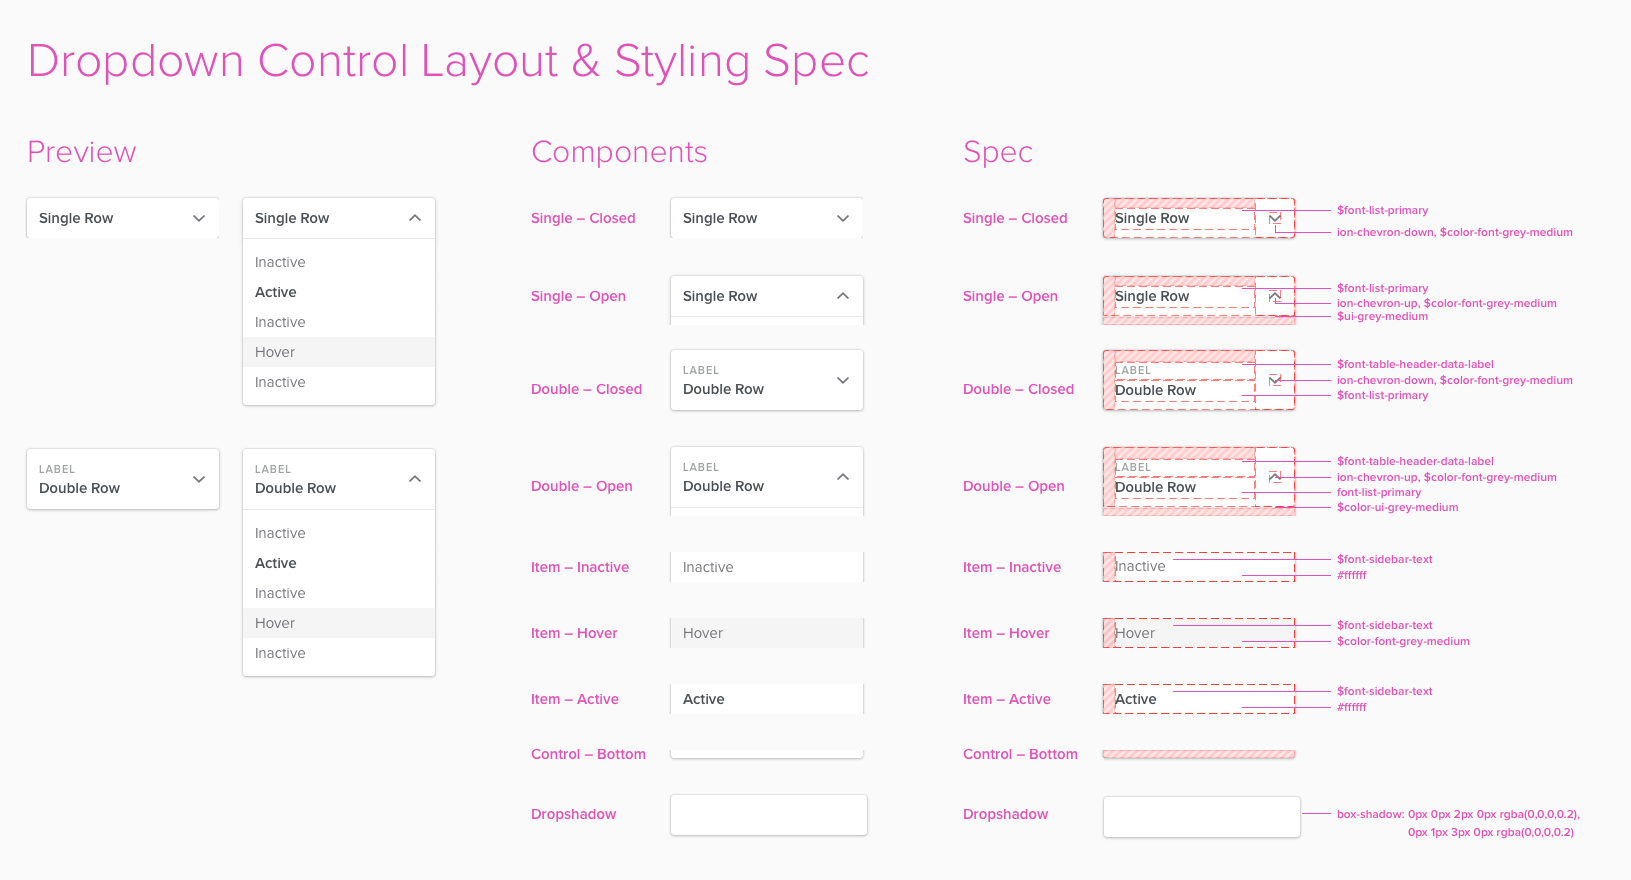 Dropdown Control Layout & Styling Spec
Preview
Single Row
Single Row
Inactive
Active
Inactive
Hover
Inactive
LABEL
Double Row
LABEL
Double Row
Inactive
Active
Inactive
Hover
Inactive
Components
Single – Closed
Single Row
Single – Open
Single Row
Double – Closed
LABEL
Double Row
Double – Open
LABEL
Double Row
Item – Inactive
Inactive
Item – Hover
Hover
Item – Active
Active
Control – Bottom
Dropshadow
Spec
Single – Closed
Single Row
$font-list-primary
ion-chevron-down, $color-font-grey-medium
Single – Open
Single Row
$font-list-primary
ion-chevron-up, $color-font-grey-medium
$ui-grey-medium
Double – Closed
LABEL
Double Row
$font-table-header-data-label
ion-chevron-down, $color-font-grey-medium
$font-list-primary
Double – Open
LABEL
Double Row
$font-table-header-data-label
ion-chevron-up, $color-font-grey-medium
font-list-primary
$color-ui-grey-medium
Item – Inactive
Inactive
$font-sidebar-text
#ffffff
Item – Hover
Hover
$font-sidebar-text
$color-font-grey-medium
Item – Active
Active
$font-sidebar-text
#ffffff
Control – Bottom
Dropshadow
box-shadow: 0px 0px 2px 0px rgba(0,0,0,0.2),
0px 1px 3px 0px rgba(0,0,0,0.2)